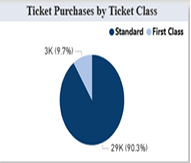 Ticket Purchases by Ticket Class
Standard First Class
3K (9.7%)
29K (90.3%)